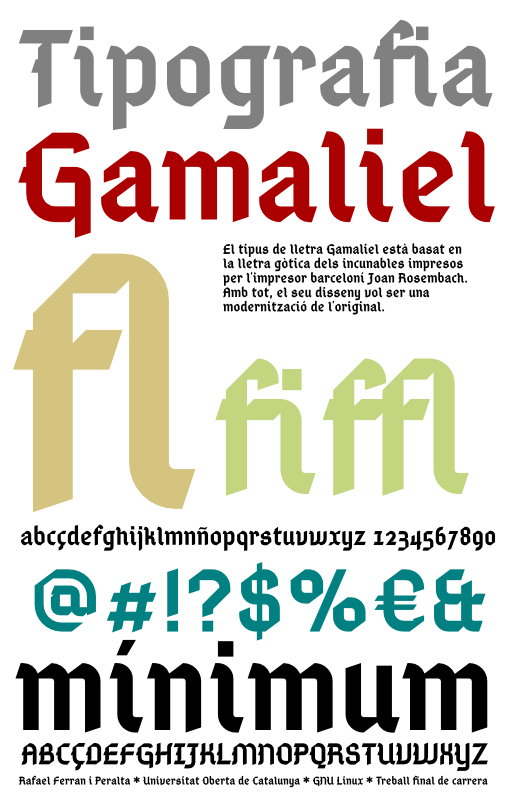 Tipografia
Gamaliel
El tipus de lletra Gamaliel està basat en
la lletra gòtica dels incunables impresos
per l'impresor barceloní Joan Rosembach.
Amb tot, el seu disseny vol ser una
modernització de l'original.
fl fi ffl
abcçdefghijklmnñopqrstuvwxyz 1234567890
@#!?$%€&
mínimum
ABCÇDEFGHIJKLMNOPQRSTUVWXYZ
Rafael Ferran i Peralta * Universitat Oberta de Catalunya * GNU Linux * Treball final de carrera